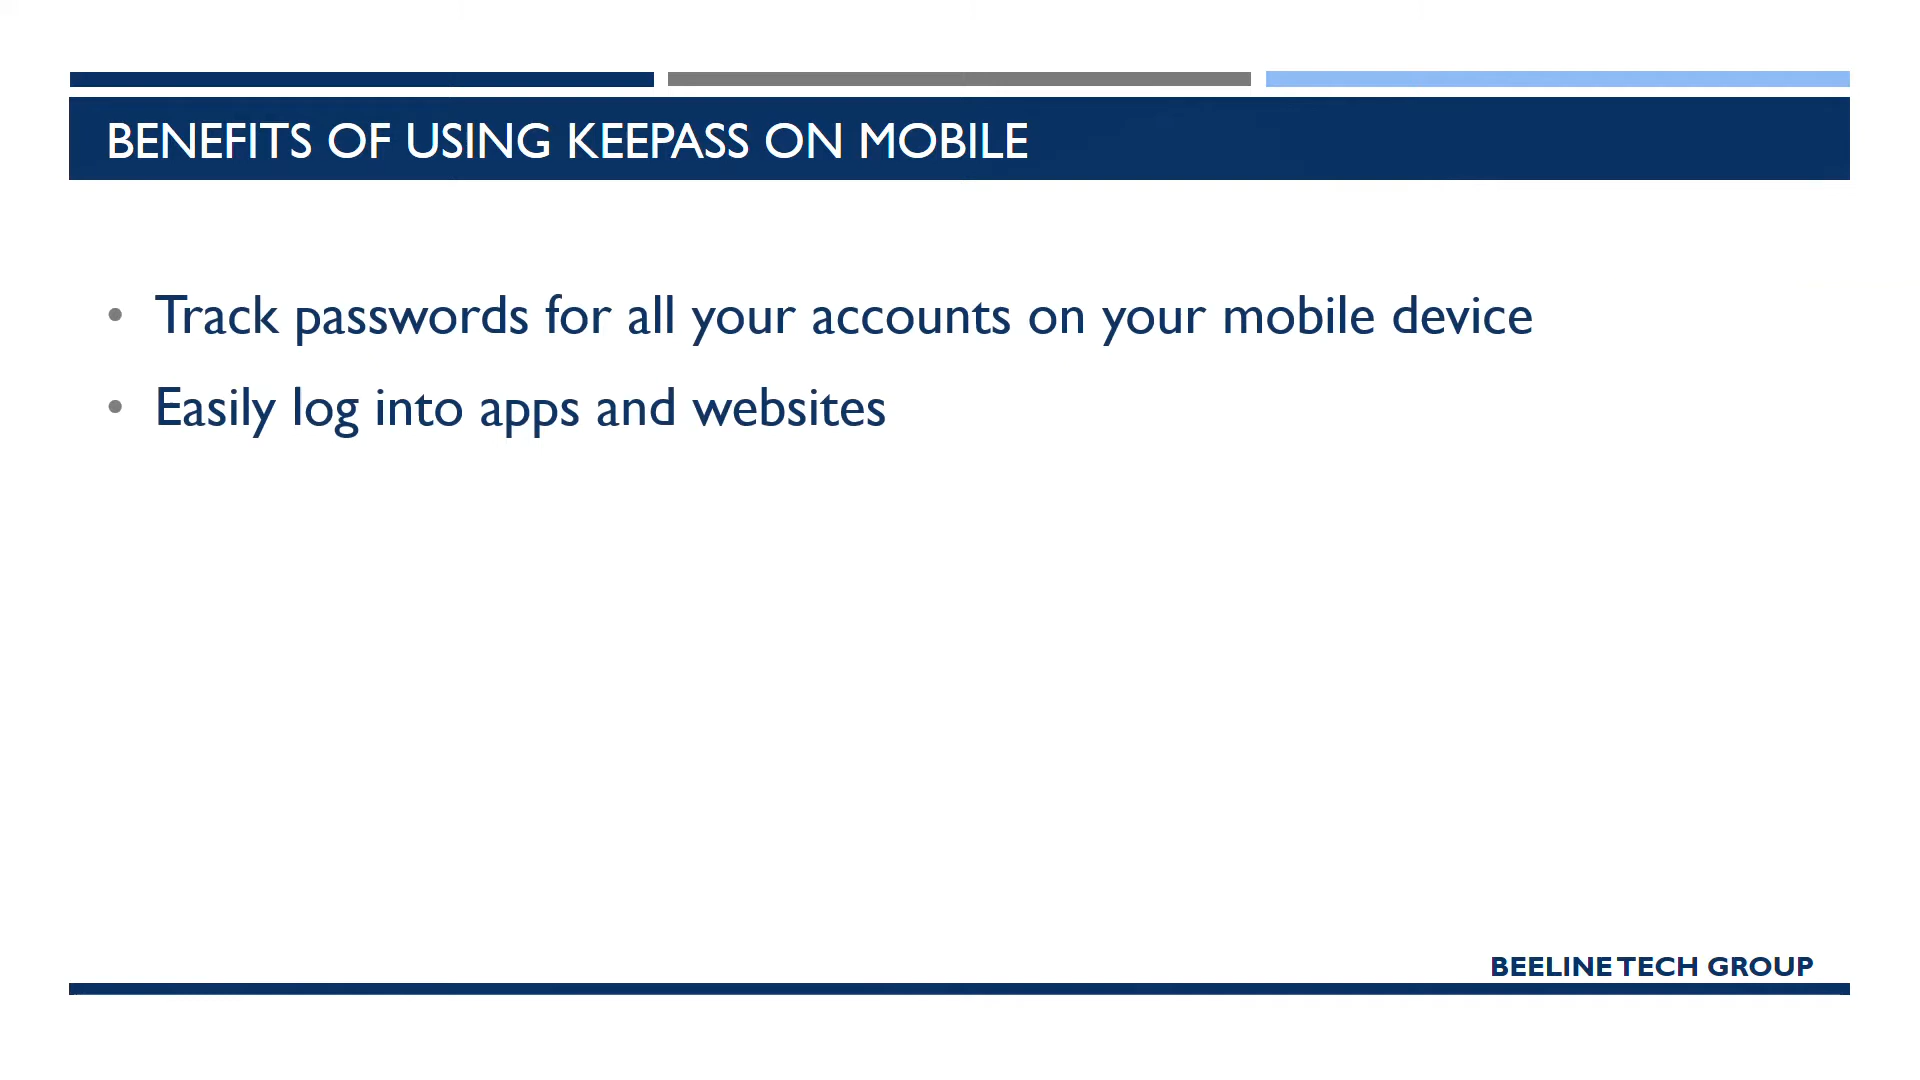 BENEFITS OF USING KEEPASS ON MOBILE
• Track passwords for all your accounts on your mobile device
• Easily log into apps and websites
BEELINE TECH GROUP